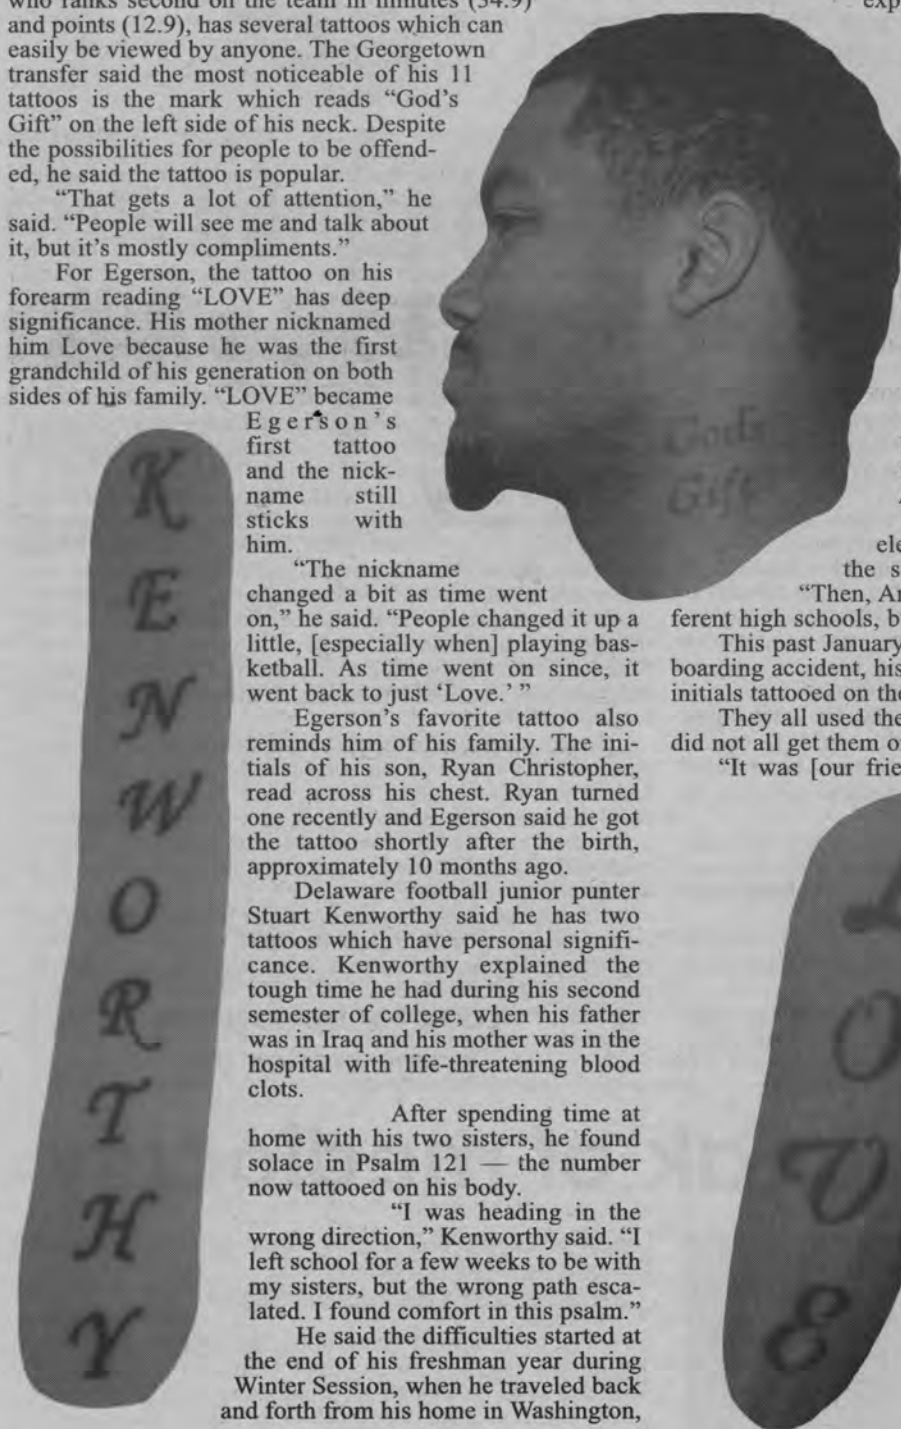 who ranks second on the team in minutes (34.9)
and points (12.9), has several tattoos which can
easily be viewed by anyone. The Georgetown
transfer said the most noticeable of his 11
tattoos is the mark which reads “God’s
Gift” on the left side of his neck. Despite
the possibilities for people to be offend-
ed, he said the tattoo is popular.
“That gets a lot of attention,” he
said. “People will see me and talk about
it, but it’s mostly compliments.”
For Egerson, the tattoo on his
forearm reading “LOVE” has deep
significance. His mother nicknamed
him Love because he was the first
grandchild of his generation on both
sides of his family. “LOVE” became
Egerson’s
first tattoo
and the nick-
name still
sticks with
him.
“The nickname
changed a bit as time went
on,” he said. “People changed it up a
little, [especially when] playing bas-
ketball. As time went on since, it
went back to just ‘Love.’ ”
Egerson’s favorite tattoo also
reminds him of his family. The ini-
tials of his son, Ryan Christopher,
read across his chest. Ryan turned
one recently and Egerson said he got
the tattoo shortly after the birth,
approximately 10 months ago.
Delaware football junior punter
Stuart Kenworthy said he has two
tattoos which have personal signifi-
cance. Kenworthy explained the
tough time he had during his second
semester of college, when his father
was in Iraq and his mother was in the
hospital with life-threatening blood
clots.
After spending time at
home with his two sisters, he found
solace in Psalm 121 — the number
now tattooed on his body.
“I was heading in the
wrong direction,” Kenworthy said. “I
left school for a few weeks to be with
my sisters, but the wrong path esca-
lated. I found comfort in this psalm.”
He said the difficulties started at
the end of his freshman year during
Winter Session, when he traveled back
and forth from his home in Washington,
K
E
N
W
O
R
T
H
Y
Gods
Gift
exp
ele
the s
“Then, Ar
ferent high schools, b
This past January
boarding accident, his
initials tattooed on the
They all used the
did not all get them o
“It was [our frie
L
O
V
E